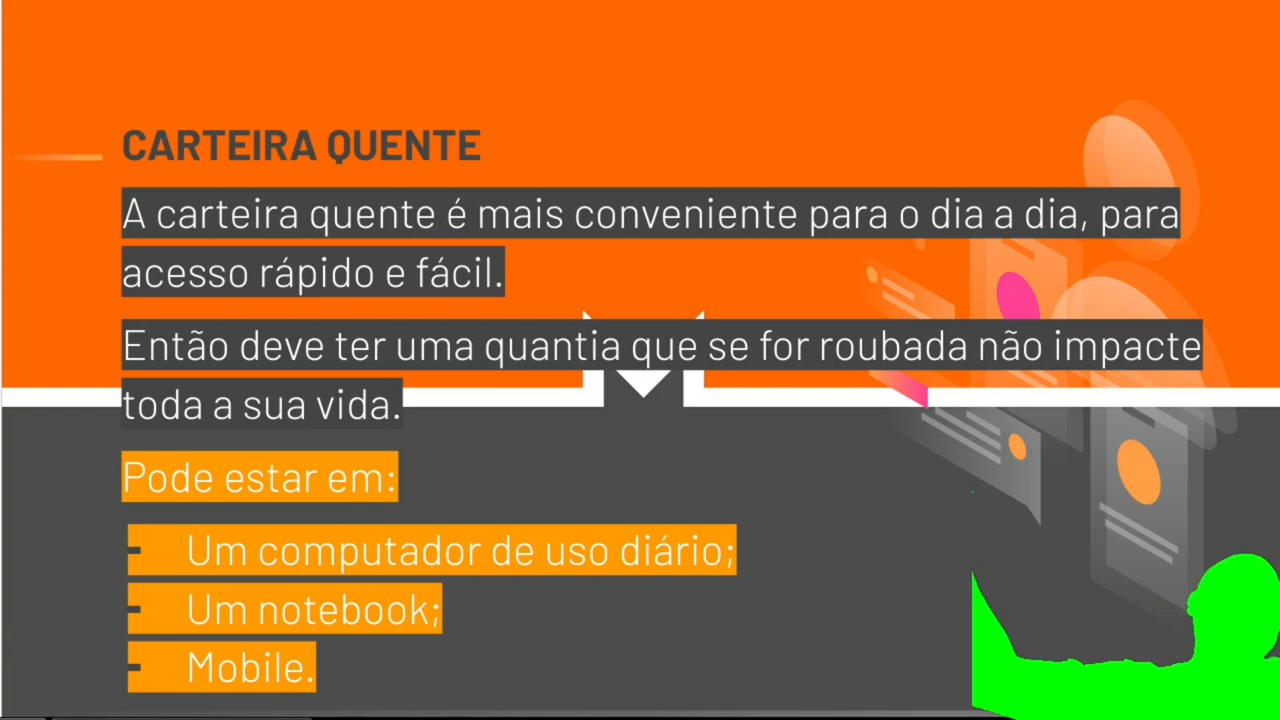 CARTEIRA QUENTE
A carteira quente é mais conveniente para o dia a dia, para
acesso rápido e fácil.
Então deve ter uma quantia que se for roubada não impacte
toda a sua vida.
Pode estar em:
- Um computador de uso diário;
- Um notebook;
- Mobile.